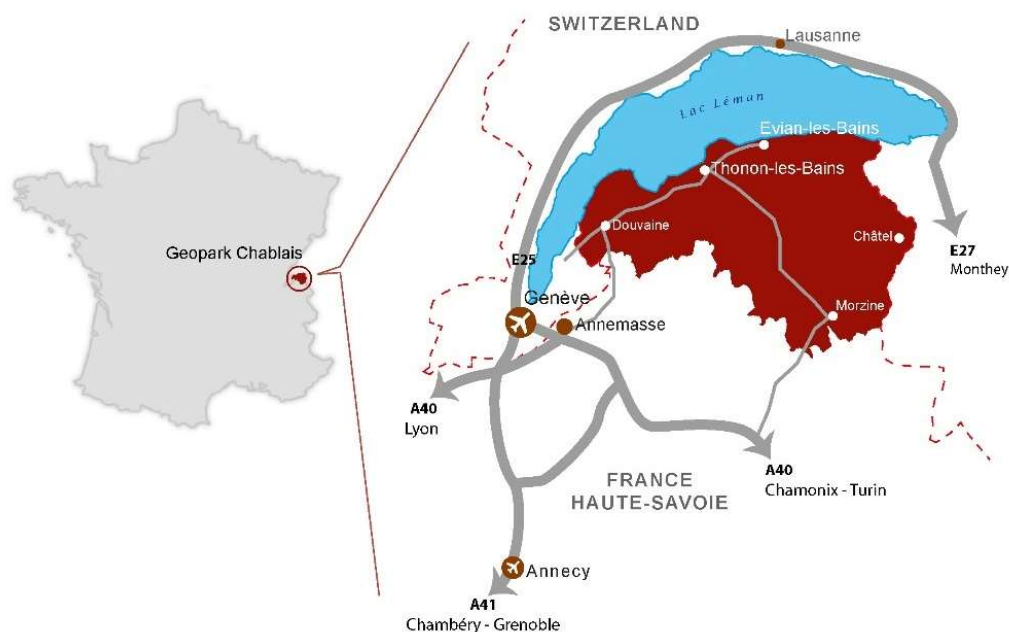 SWITZERLAND
Lausanne
Lac Léman
Evian-les-Bains
Thonon-les-Bains
Geopark Chablais
Douvaine
Châtel
E27
Monthey
E25
Genève
Morzine
Annemasse
A40
Lyon
A40
Chamonix - Turin
FRANCE
HAUTE-SAVOIE
Annecy
A41
Chambéry - Grenoble